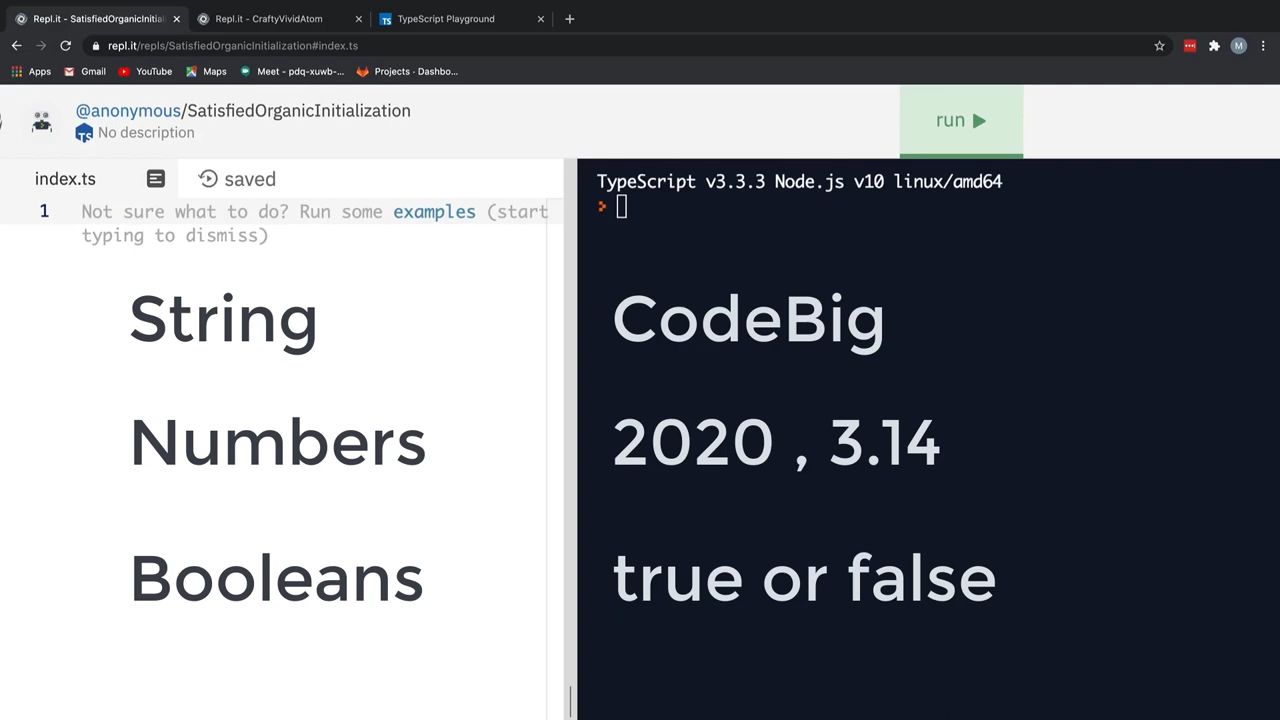 Repl.it - SatisfiedOrganicInitial
Repl.it - CraftyVividAtom
TS TypeScript Playground
repl.it/repls/SatisfiedOrganicInitialization#index.ts
M
Apps Gmail YouTube Maps Meet - pdq-xuwb-... Projects · Dashbo...
@anonymous/SatisfiedOrganicInitialization
TS No description
run
index.ts
saved
1 Not sure what to do? Run some examples (start
typing to dismiss)
TypeScript v3.3.3 Node.js v10 linux/amd64
>
String
CodeBig
Numbers
2020 , 3.14
Booleans
true or false